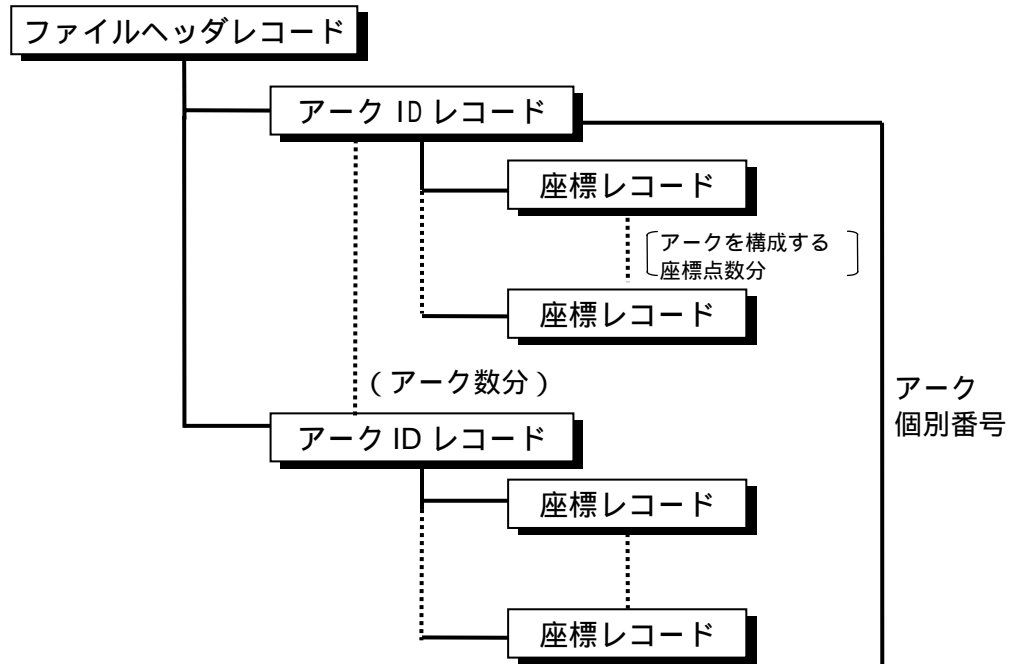 ファイルヘッダレコード
アーク ID レコード
座標レコード
アークを構成する
座標点数分
座標レコード
(アーク数分)
アーク
個別番号
アーク ID レコード
座標レコード
座標レコード